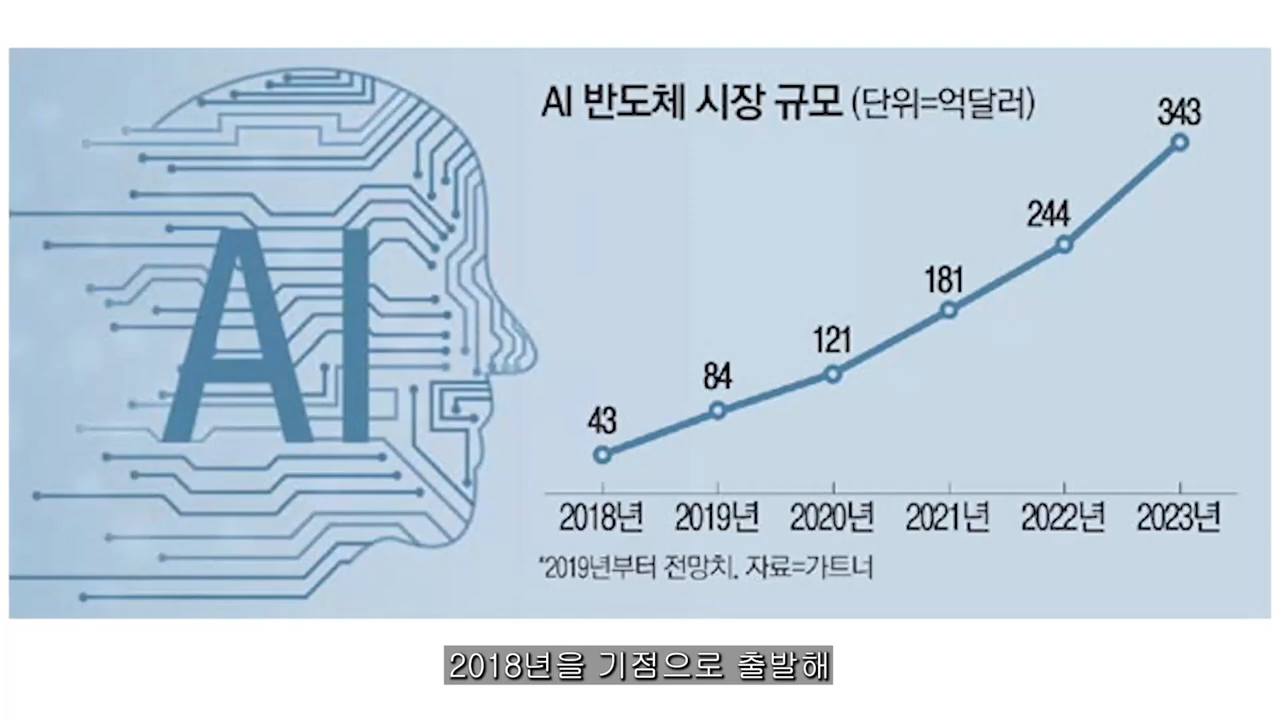 AI
AI 반도체 시장 규모 (단위=억달러)
343
244
181
121
84
43
2018년 2019년 2020년 2021년 2022년 2023년
*2019년부터 전망치. 자료=가트너
2018년을 기점으로 출발해